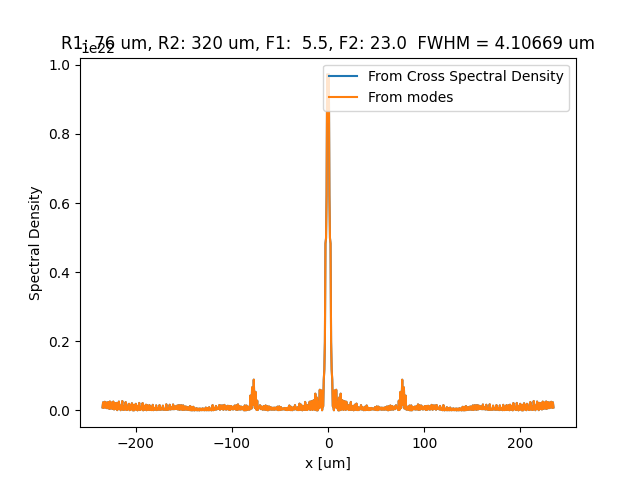 R1: 76 um, R2: 320 um, F1:  5.5, F2: 23.0  FWHM = 4.10669 um
1e22
From Cross Spectral Density
From modes
1.0
0.8
0.6
0.4
0.2
0.0
Spectral Density
−200
−100
0
100
200
x [um]